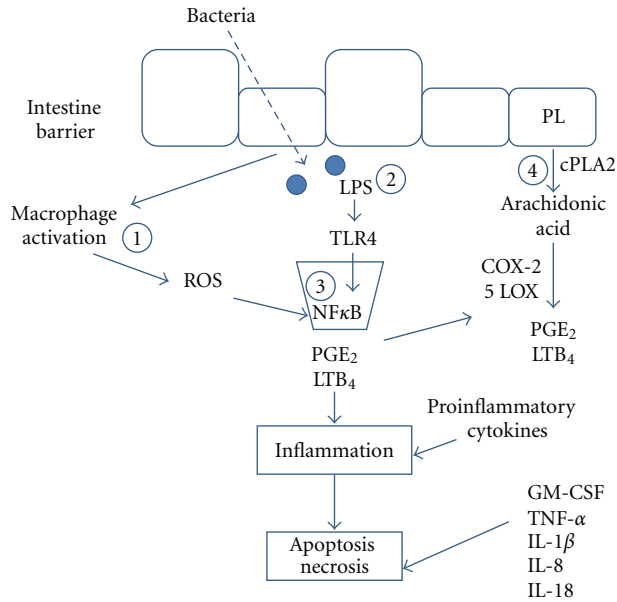 Bacteria
Intestine
barrier
PL
4
cPLA2
LPS
2
Arachidonic
acid
Macrophage
activation
1
TLR4
ROS
3
NFκB
COX-2
5 LOX
PGE₂
LTB₄
PGE₂
LTB₄
Proinflammatory
cytokines
Inflammation
GM-CSF
TNF-α
IL-1β
IL-8
IL-18
Apoptosis
necrosis